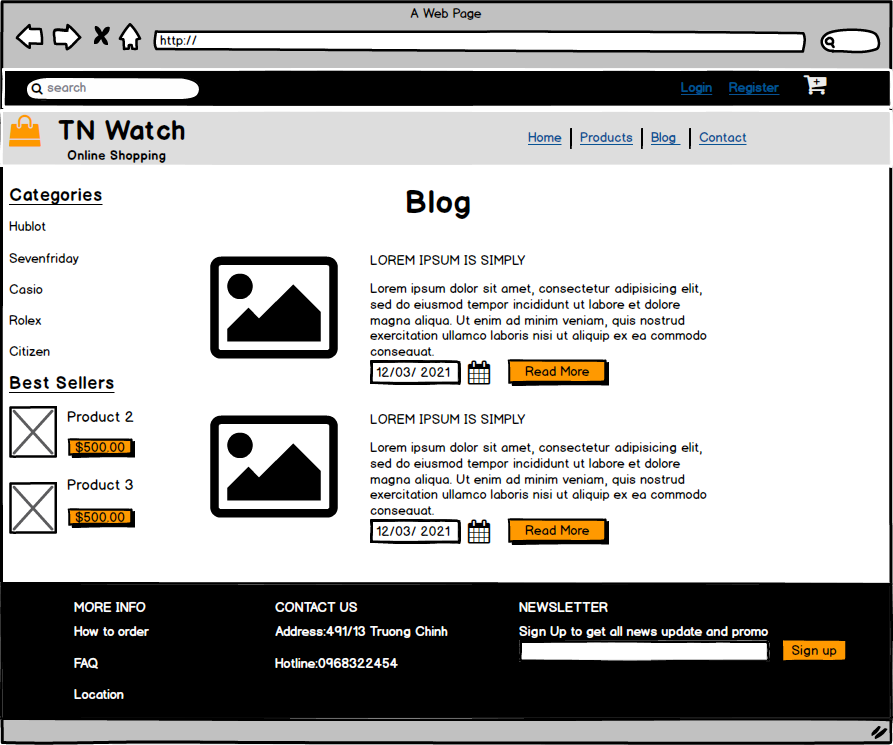 A Web Page
http://
search
Login Register
TN Watch
Online Shopping
Home Products Blog Contact
Categories
Hublot
Sevenfriday
Casio
Rolex
Citizen
Best Sellers
Product 2
$500.00
Product 3
$500.00
Blog
LOREM IPSUM IS SIMPLY
Lorem ipsum dolor sit amet, consectetur adipisicing elit,
sed do eiusmod tempor incididunt ut labore et dolore
magna aliqua. Ut enim ad minim veniam, quis nostrud
exercitation ullamco laboris nisi ut aliquip ex ea commodo
consequat.
12/03/ 2021 Read More
LOREM IPSUM IS SIMPLY
Lorem ipsum dolor sit amet, consectetur adipisicing elit,
sed do eiusmod tempor incididunt ut labore et dolore
magna aliqua. Ut enim ad minim veniam, quis nostrud
exercitation ullamco laboris nisi ut aliquip ex ea commodo
consequat.
12/03/ 2021 Read More
MORE INFO
How to order
FAQ
Location
CONTACT US
Address:491/13 Truong Chinh
Hotline:0968322454
NEWSLETTER
Sign Up to get all news update and promo
Sign up